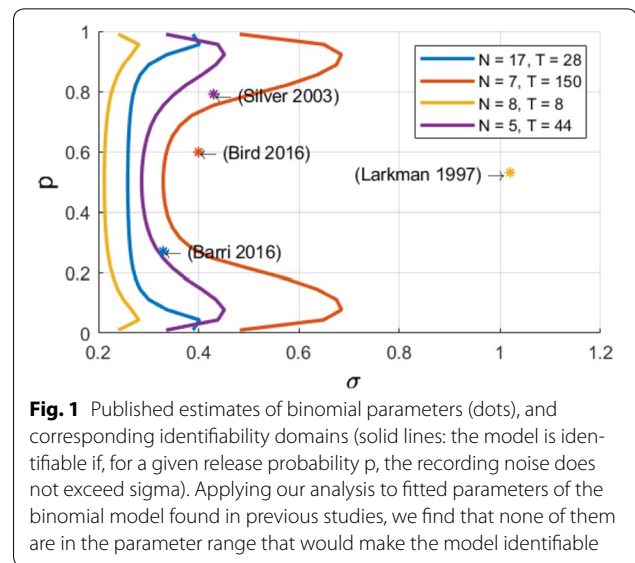 1
0.8
0.6
0.4
0.2
0
p
0.2
0.4
0.6
0.8
1
1.2
σ
N = 17, T = 28
N = 7, T = 150
N = 8, T = 8
N = 5, T = 44
(Silver 2003)
(Bird 2016)
(Larkman 1997)
(Barri 2016)
Fig. 1 Published estimates of binomial parameters (dots), and
corresponding identifiability domains (solid lines: the model is iden-
tifiable if, for a given release probability p, the recording noise does
not exceed sigma). Applying our analysis to fitted parameters of the
binomial model found in previous studies, we find that none of them
are in the parameter range that would make the model identifiable